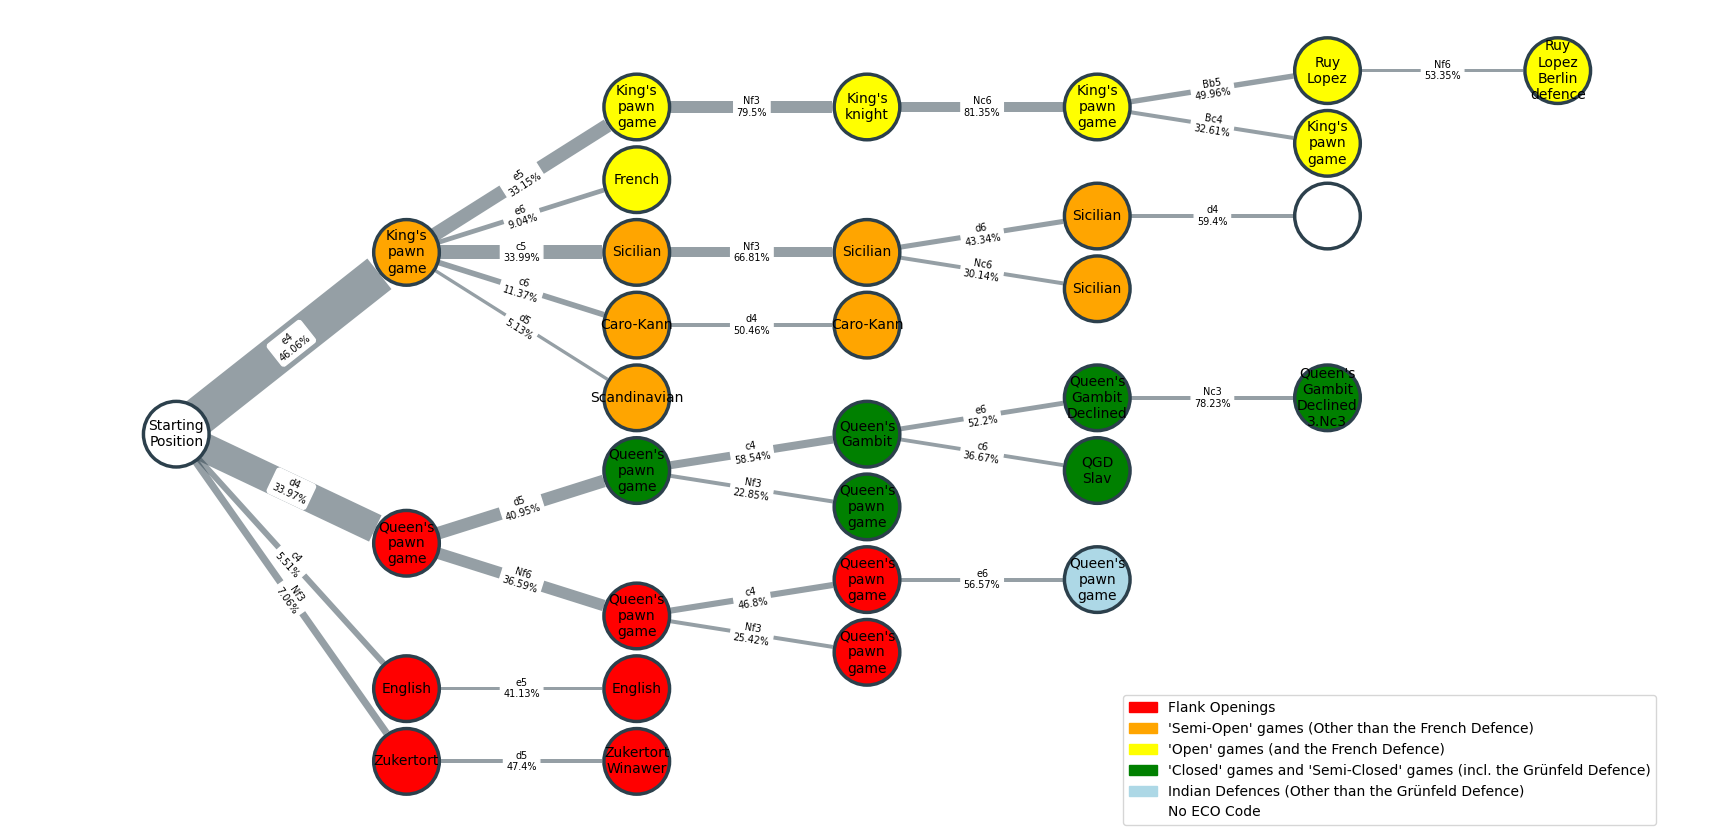 Starting
Position
e4
46.06%
d4
33.97%
c4
5.51%
Nf3
7.06%
King's
pawn
game
Queen's
pawn
game
English
Zukertort
e5
33.15%
e6
9.04%
c5
33.99%
c6
11.37%
d5
5.13%
d5
40.95%
Nf6
36.59%
e5
41.13%
d5
47.4%
King's
pawn
game
French
Sicilian
Caro-Kann
Scandinavian
Queen's
pawn
game
Queen's
pawn
game
English
Zukertort
Winawer
Nf3
79.5%
Nf3
66.81%
d4
50.46%
c4
58.54%
Nf3
22.85%
c4
46.8%
Nf3
25.42%
King's
knight
Sicilian
Caro-Kann
Queen's
Gambit
Queen's
pawn
game
Queen's
pawn
game
Queen's
pawn
game
Nc6
81.35%
d6
43.34%
Nc6
30.14%
e6
52.2%
c6
36.67%
e6
56.57%
King's
pawn
game
Sicilian
Sicilian
Queen's
Gambit
Declined
QGD
Slav
Queen's
pawn
game
Bb5
49.96%
Bc4
32.61%
d4
59.4%
Nc3
78.23%
Ruy
Lopez
King's
pawn
game
Queen's
Gambit
Declined
3.Nc3
Nf6
53.35%
Ruy
Lopez
Berlin
defence
Flank Openings
'Semi-Open' games (Other than the French Defence)
'Open' games (and the French Defence)
'Closed' games and 'Semi-Closed' games (incl. the Grünfeld Defence)
Indian Defences (Other than the Grünfeld Defence)
No ECO Code